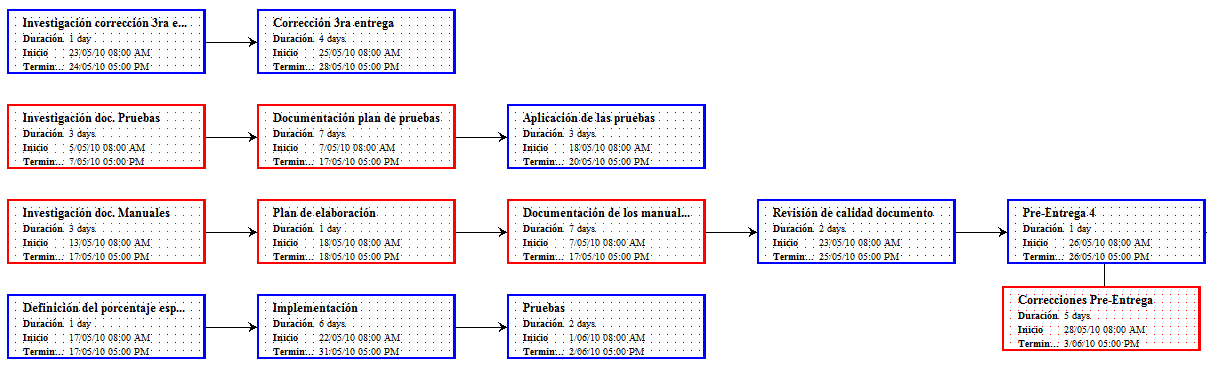 Investigación corrección 3ra e...
Duración 1 day
Inicio 23/05/10 08:00 AM
Termin... 24/05/10 05:00 PM
Corrección 3ra entrega
Duración 4 days
Inicio 25/05/10 08:00 AM
Termin... 28/05/10 05:00 PM
Investigación doc. Pruebas
Duración 3 days
Inicio 5/05/10 08:00 AM
Termin... 7/05/10 05:00 PM
Documentación plan de pruebas
Duración 7 days
Inicio 7/05/10 08:00 AM
Termin... 17/05/10 05:00 PM
Aplicación de las pruebas
Duración 3 days
Inicio 18/05/10 08:00 AM
Termin... 20/05/10 05:00 PM
Investigación doc. Manuales
Duración 3 days
Inicio 13/05/10 08:00 AM
Termin... 17/05/10 05:00 PM
Plan de elaboración
Duración 1 day
Inicio 18/05/10 08:00 AM
Termin... 18/05/10 05:00 PM
Documentación de los manual...
Duración 7 days
Inicio 7/05/10 08:00 AM
Termin... 17/05/10 05:00 PM
Revisión de calidad documento
Duración 2 days
Inicio 23/05/10 08:00 AM
Termin... 25/05/10 05:00 PM
Pre-Entrega 4
Duración 1 day
Inicio 26/05/10 08:00 AM
Termin... 26/05/10 05:00 PM
Correcciones Pre-Entrega
Duración 5 days
Inicio 28/05/10 08:00 AM
Termin... 3/06/10 05:00 PM
Definición del porcentaje esp...
Duración 1 day
Inicio 17/05/10 08:00 AM
Termin... 17/05/10 05:00 PM
Implementación
Duración 6 days
Inicio 22/05/10 08:00 AM
Termin... 31/05/10 05:00 PM
Pruebas
Duración 2 days
Inicio 1/06/10 08:00 AM
Termin... 2/06/10 05:00 PM